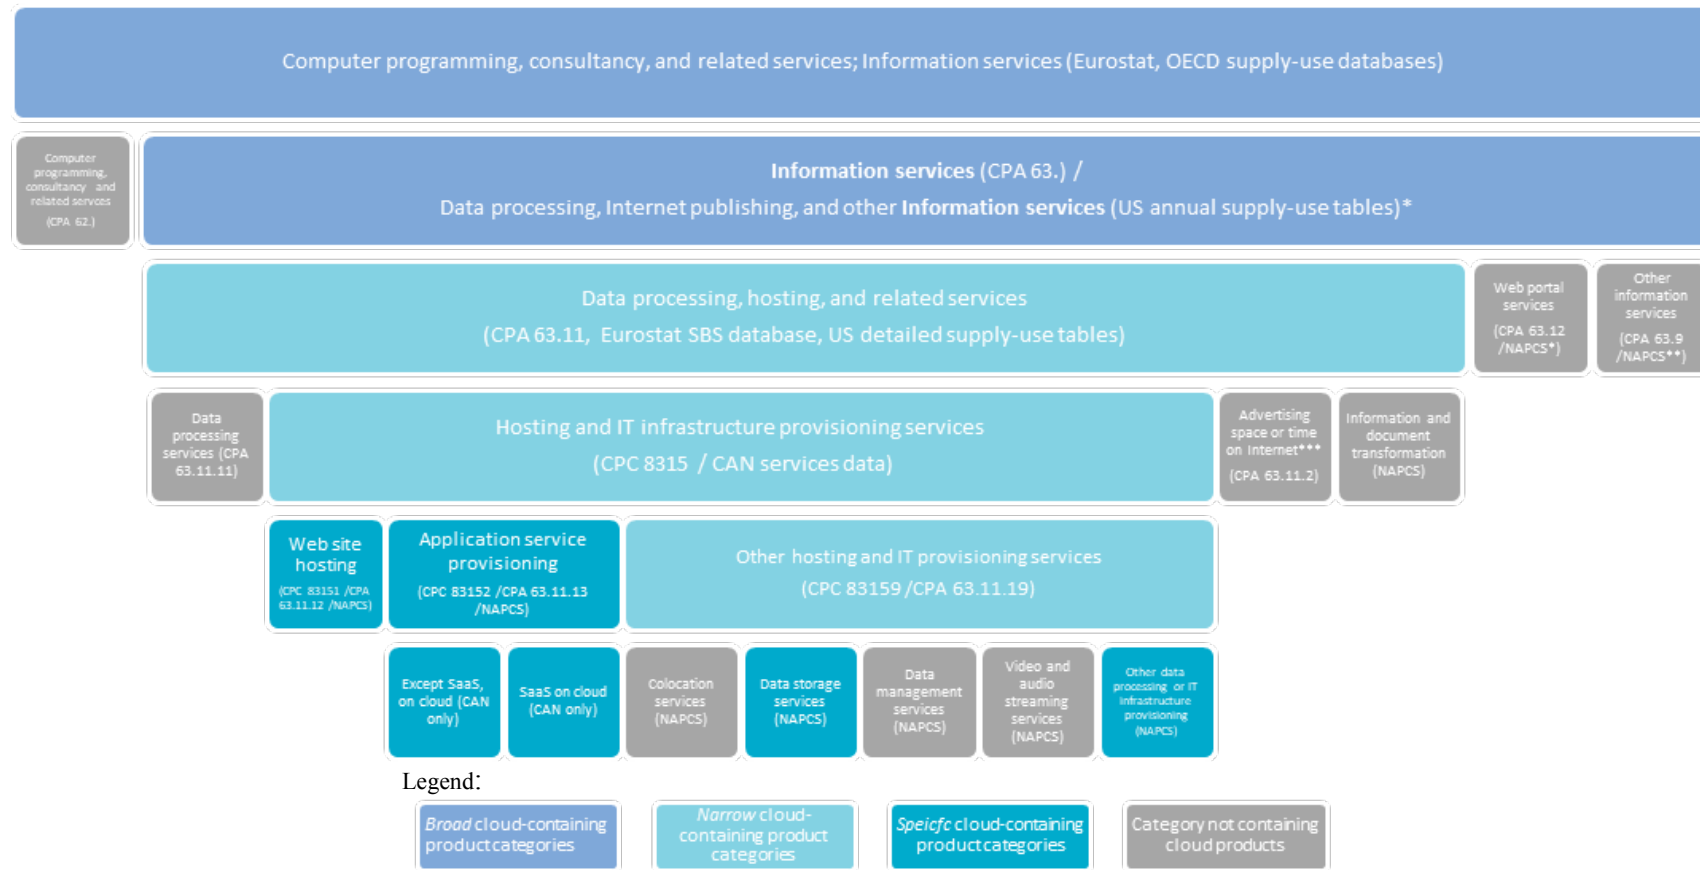 Computer programming, consultancy, and related services; Information services (Eurostat, OECD supply-use databases)
Computer
programming,
consultancy and
related servces
(CPA 62.)
Information services (CPA 63.) /
Data processing, Internet publishing, and other Information services (US annual supply-use tables)*
Data processing, hosting, and related services
(CPA 63.11, Eurostat SBS database, US detailed supply-use tables)
Web portal
services
(CPA 63.12
/NAPCS*)
Other
information
services
(CPA 63.9
/NAPCS**)
Data
processing
services (CPA
63.11.11)
Hosting and IT infrastructure provisioning services
(CPC 8315 / CAN services data)
Advertising
space or time
on Internet***
(CPA 63.11.2)
Information and
document
transformation
(NAPCS)
Web site
hosting
(CPC 83151 /CPA
63.11.12 /NAPCS)
Application service
provisioning
(CPC 83152 /CPA 63.11.13
/NAPCS)
Other hosting and IT provisioning services
(CPC 83159 /CPA 63.11.19)
Except SaaS,
on cloud (CAN
only)
SaaS on cloud
(CAN only)
Colocation
services
(NAPCS)
Data storage
services
(NAPCS)
Data
management
services
(NAPCS)
Video and
audio
streaming
services
(NAPCS)
Other data
processing or IT
infrastructure
provisioning
(NAPCS)
Legend:
Broad cloud-containing
product categories
Narrow cloud-
containing product
categories
Speicfc cloud-containing
product categories
Category not containing
cloud products